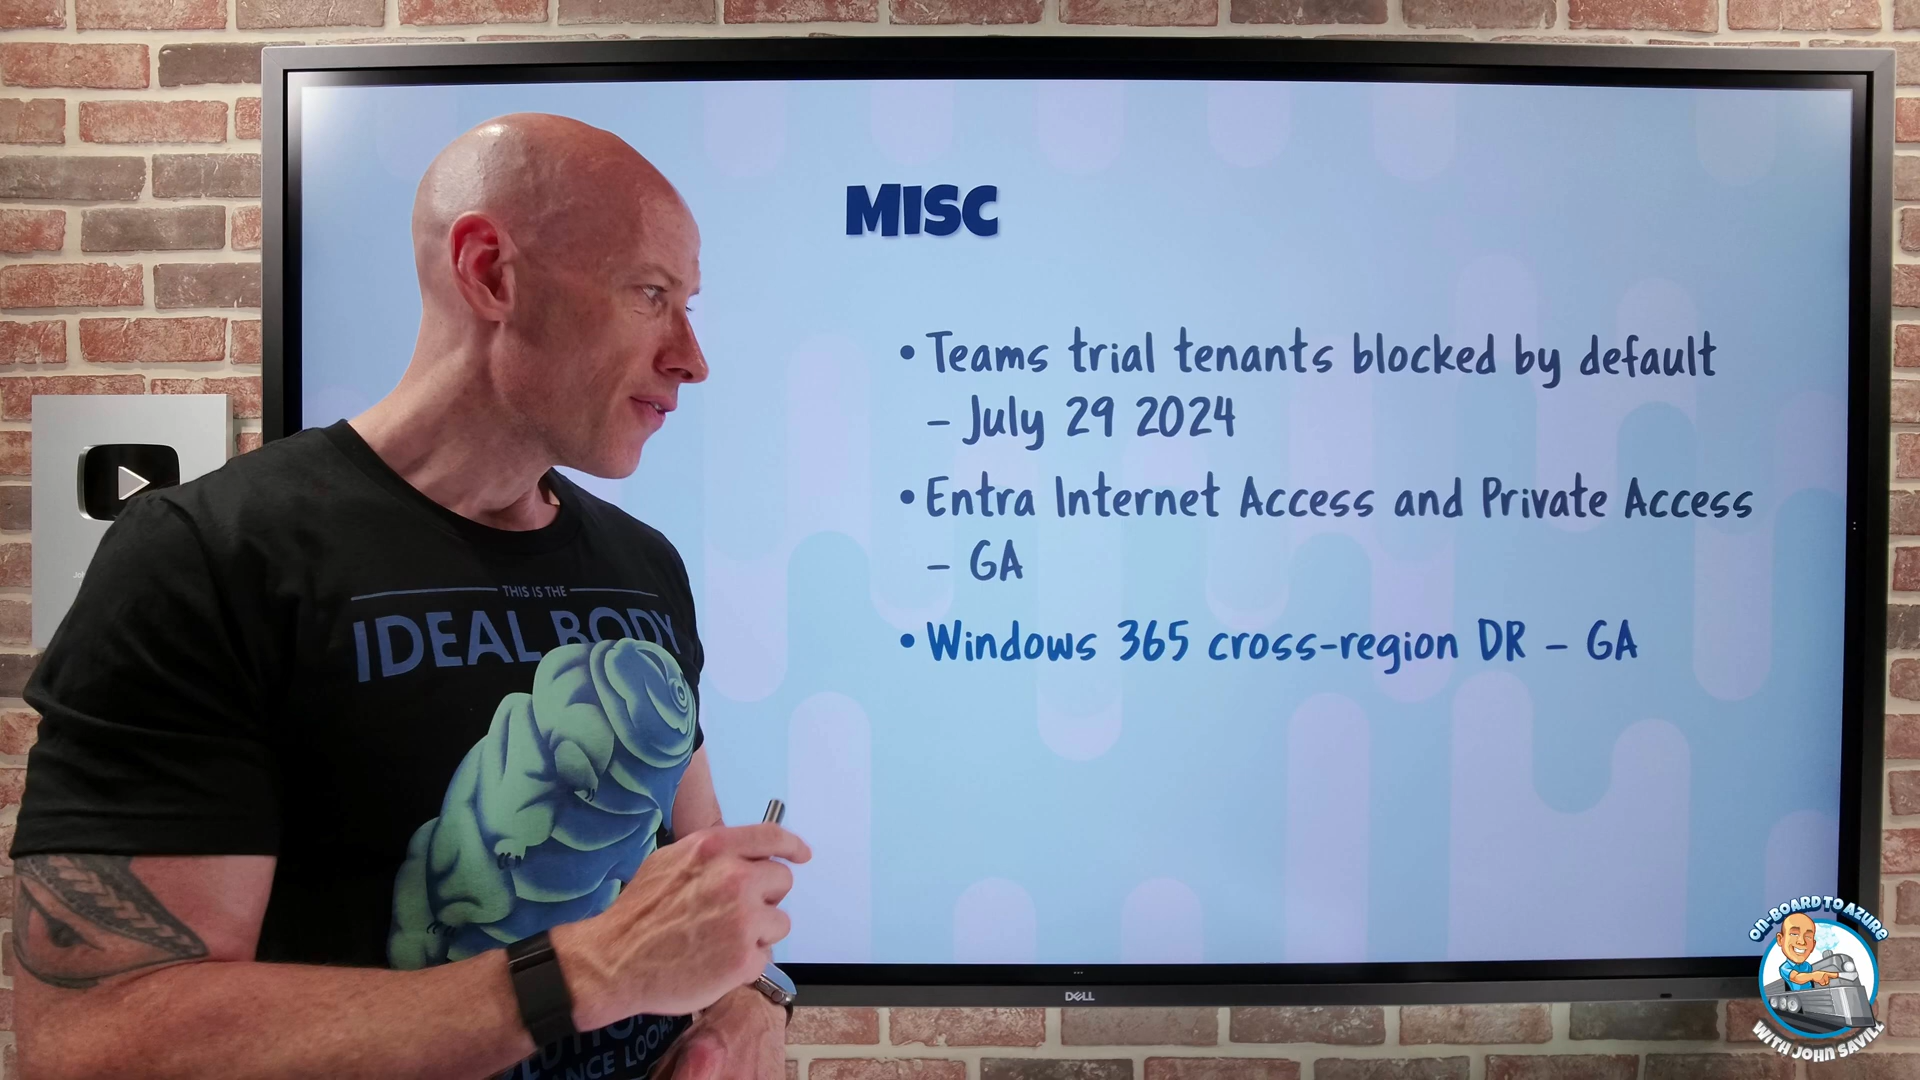 MISC
• Teams trial tenants blocked by default
– July 29 2024
• Entra Internet Access and Private Access
– GA
• Windows 365 cross-region DR – GA
THIS IS THE
IDEAL BODY
LOOKS
DELL
ON-BOARD TO AZURE
WITH JOHN SAVILL